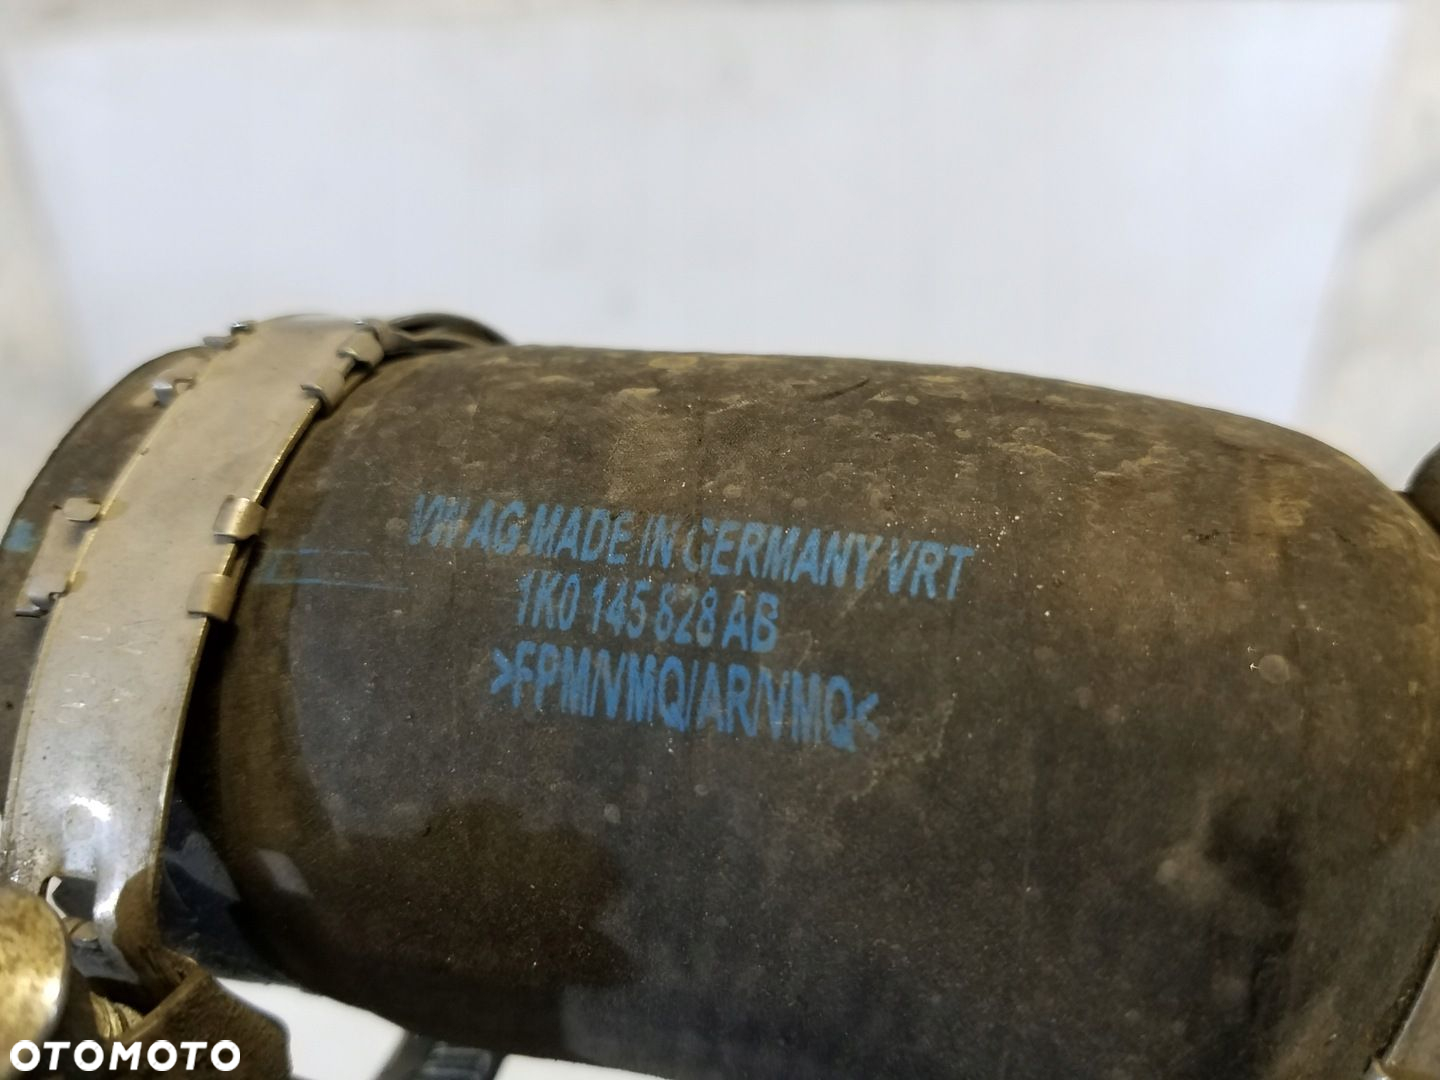 VW AG MADE IN GERMANY VRT
1K0 145 828 AB
>FPM/VMQ/AR/VMQ<
OTOMOTO